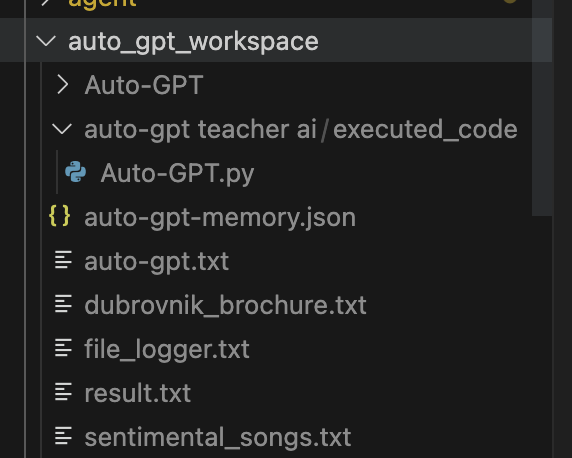 agent
auto_gpt_workspace
Auto-GPT
auto-gpt teacher ai/executed_code
Auto-GPT.py
{} auto-gpt-memory.json
auto-gpt.txt
dubrovnik_brochure.txt
file_logger.txt
result.txt
sentimental_songs.txt